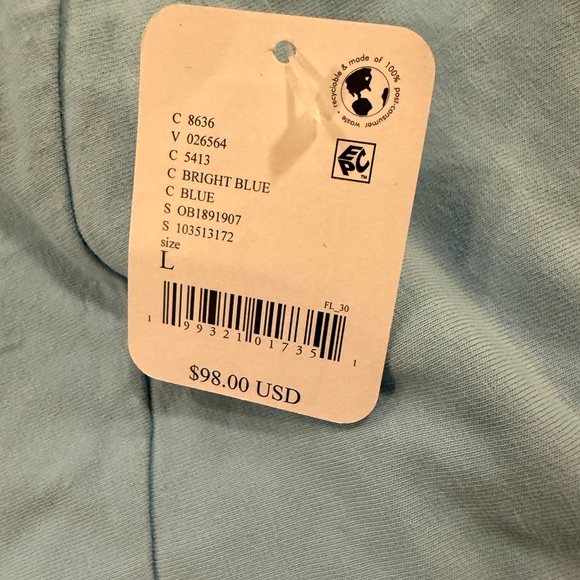 recyclable & made of 100% post-consumer waste •
EPC™
C 8636
V 026564
C 5413
C BRIGHT BLUE
C BLUE
S OB1891907
S 103513172
size
L
FL_30
1 99321 01735 1
$98.00 USD